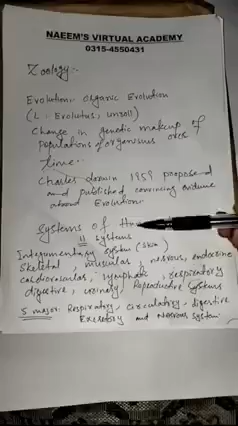 NAEEM'S VIRTUAL ACADEMY
0315-4550431
Zoology:-
Evolution:- Organic Evolution
(L: Evolutus, unroll)
Change in genetic makeup of
populations of organisms over
time:-
Charles darwin 1959 proposed
and published convincing evidence
Evolution
Systems of Hu
11 systems
Integumentary system (skin)
Skeletal, muscular, nervous, endocrine
cardiovascular, lymphatic, respiratory
digestive, urinary, Reproductive systems
5 major: Respiratory, circulatory, digestive
Excretory and Nervous system